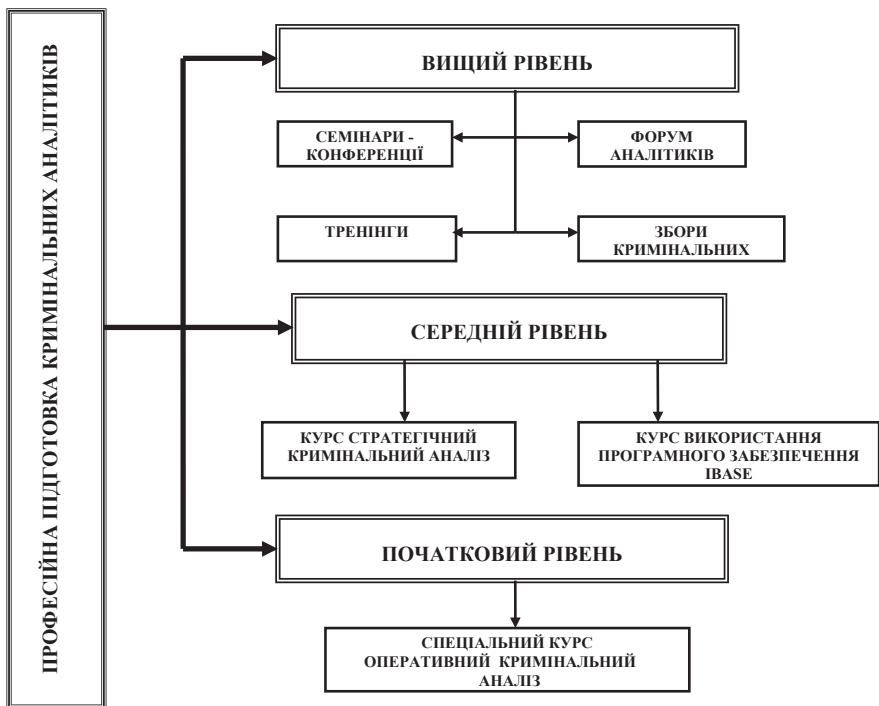 ПРОФЕСІЙНА ПІДГОТОВКА КРИМІНАЛЬНИХ АНАЛІТИКІВ
ВИЩИЙ РІВЕНЬ
СЕМІНАРИ -
КОНФЕРЕНЦІЇ
ФОРУМ
АНАЛІТИКІВ
ТРЕНІНГИ
ЗБОРИ
КРИМІНАЛЬНИХ
СЕРЕДНІЙ РІВЕНЬ
КУРС СТРАТЕГІЧНИЙ
КРИМІНАЛЬНИЙ АНАЛІЗ
КУРС ВИКОРИСТАННЯ
ПРОГРАМНОГО ЗАБЕЗПЕЧЕННЯ
IBASE
ПОЧАТКОВИЙ РІВЕНЬ
СПЕЦІАЛЬНИЙ КУРС
ОПЕРАТИВНИЙ КРИМІНАЛЬНИЙ
АНАЛІЗ